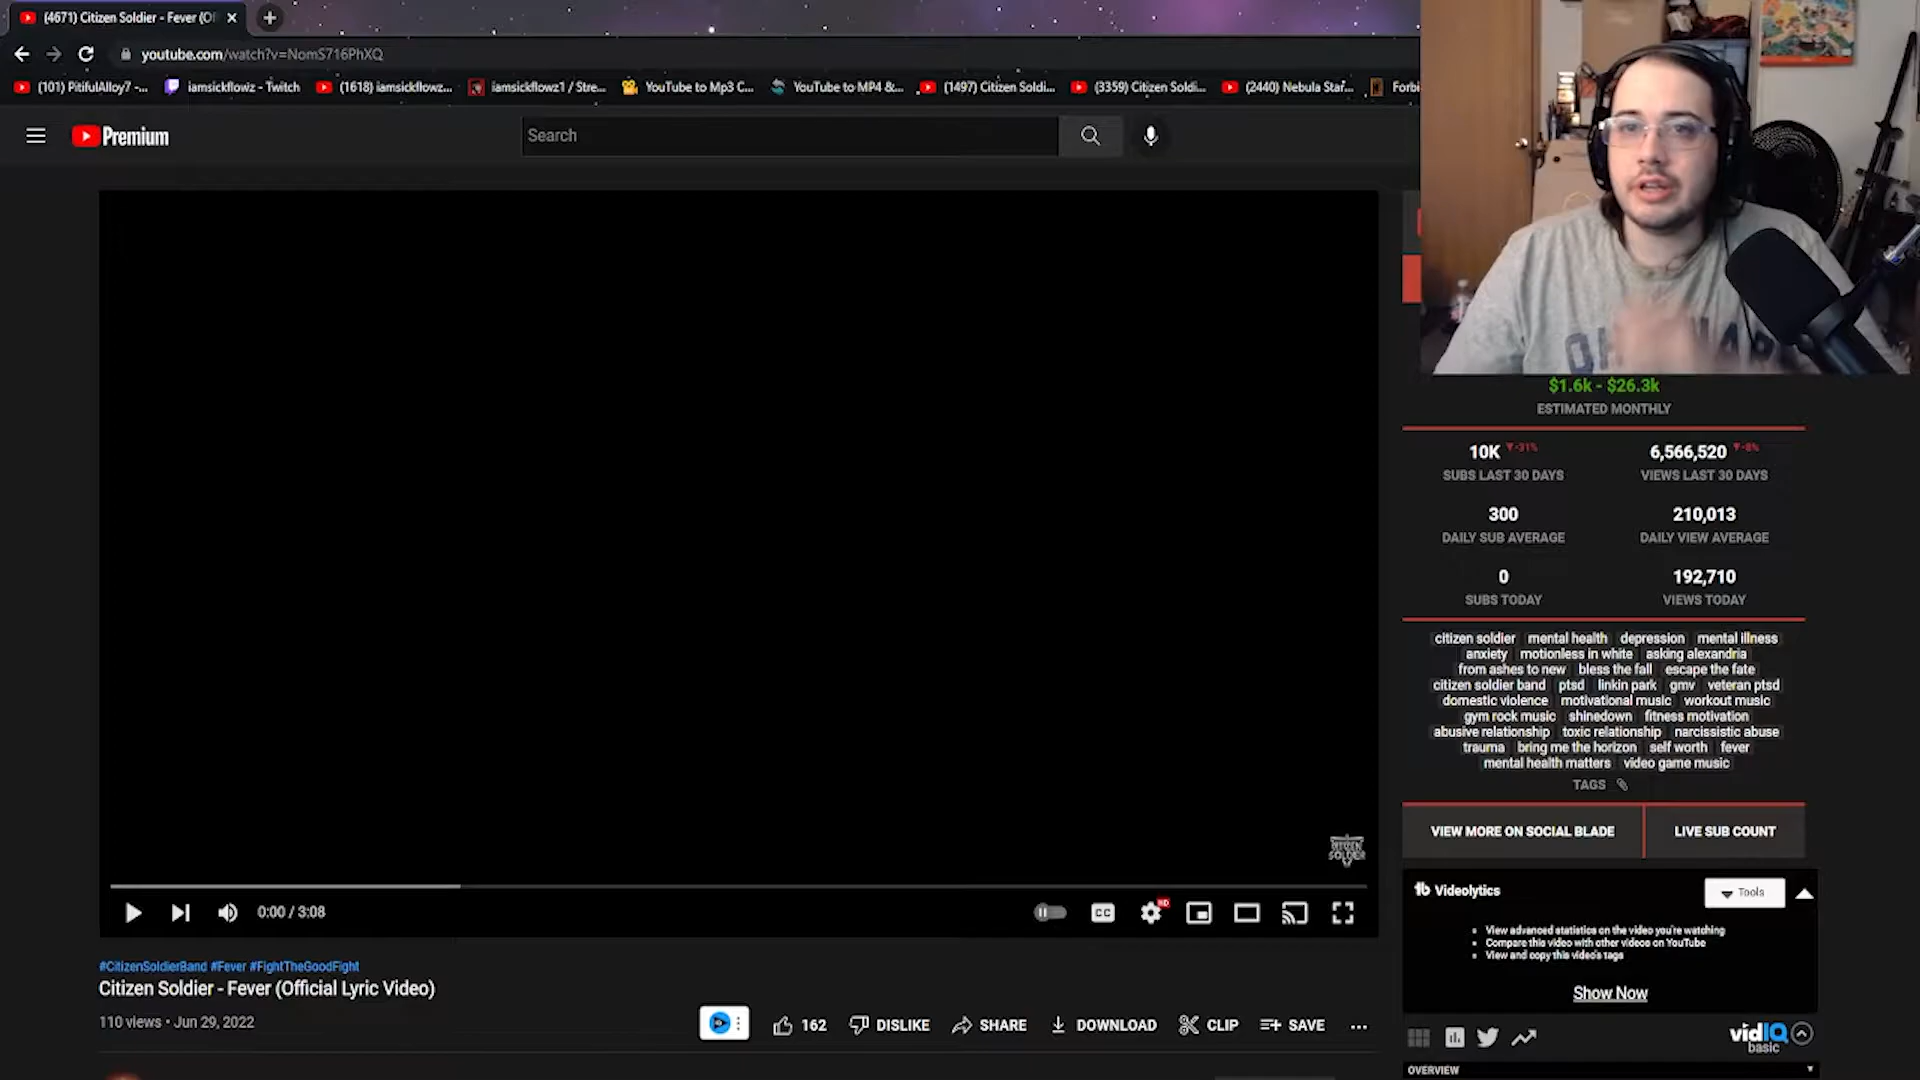 (4671) Citizen Soldier - Fever (Of
youtube.com/watch?v=NomS716PhXQ
(101) PitifulAlloy7 -...
iamsickflowz - Twitch
(1618) iamsickflowz...
iamsickflowz1 / Stre...
YouTube to Mp3 C...
YouTube to MP4 &...
(1497) Citizen Soldi...
(3359) Citizen Soldi...
(2440) Nebula Star...
Forbi
Premium
Search
$1.6k - $26.3k
ESTIMATED MONTHLY
10K ▼-31%
SUBS LAST 30 DAYS
6,566,520 ▼-8%
VIEWS LAST 30 DAYS
300
DAILY SUB AVERAGE
210,013
DAILY VIEW AVERAGE
0
SUBS TODAY
192,710
VIEWS TODAY
citizen soldier mental health depression mental illness
anxiety motionless in white asking alexandria
from ashes to new bless the fall escape the fate
citizen soldier band ptsd linkin park gmv veteran ptsd
domestic violence motivational music workout music
gym rock music shinedown fitness motivation
abusive relationship toxic relationship narcissistic abuse
trauma bring me the horizon self worth fever
mental health matters video game music
TAGS
VIEW MORE ON SOCIAL BLADE
LIVE SUB COUNT
CITIZEN
SOLDIER
0:00 / 3:08
CC
HD
tb Videolytics
Tools
View advanced statistics on the video you're watching
Compare this video with other videos on YouTube
View and copy this video's tags
Show Now
#CitizenSoldierBand #Fever #FightTheGoodFight
Citizen Soldier - Fever (Official Lyric Video)
110 views • Jun 29, 2022
162
DISLIKE
SHARE
DOWNLOAD
CLIP
SAVE
vidIQ
basic
OVERVIEW